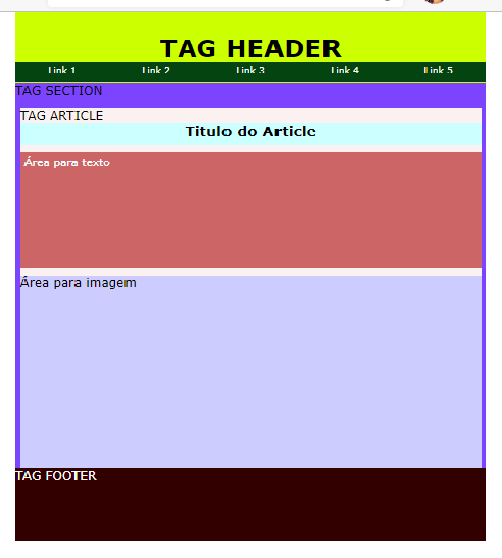 TAG HEADER
Link 1 Link 2 Link 3 Link 4 Link 5
TAG SECTION
TAG ARTICLE
Titulo do Article
Área para texto
Área para imagem
TAG FOOTER